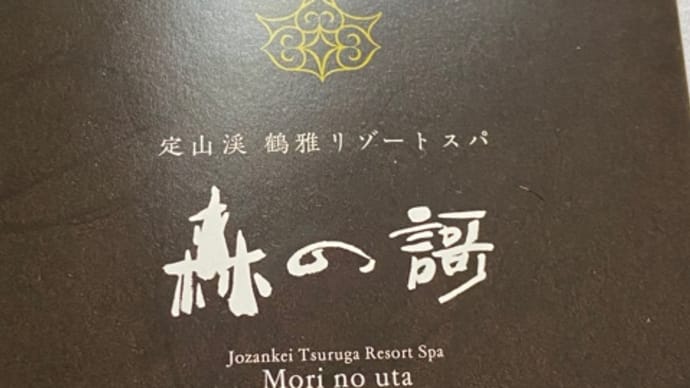 定山渓 鶴雅リゾートスパ
森の謌
Jozankei Tsuruga Resort Spa
Mori no uta